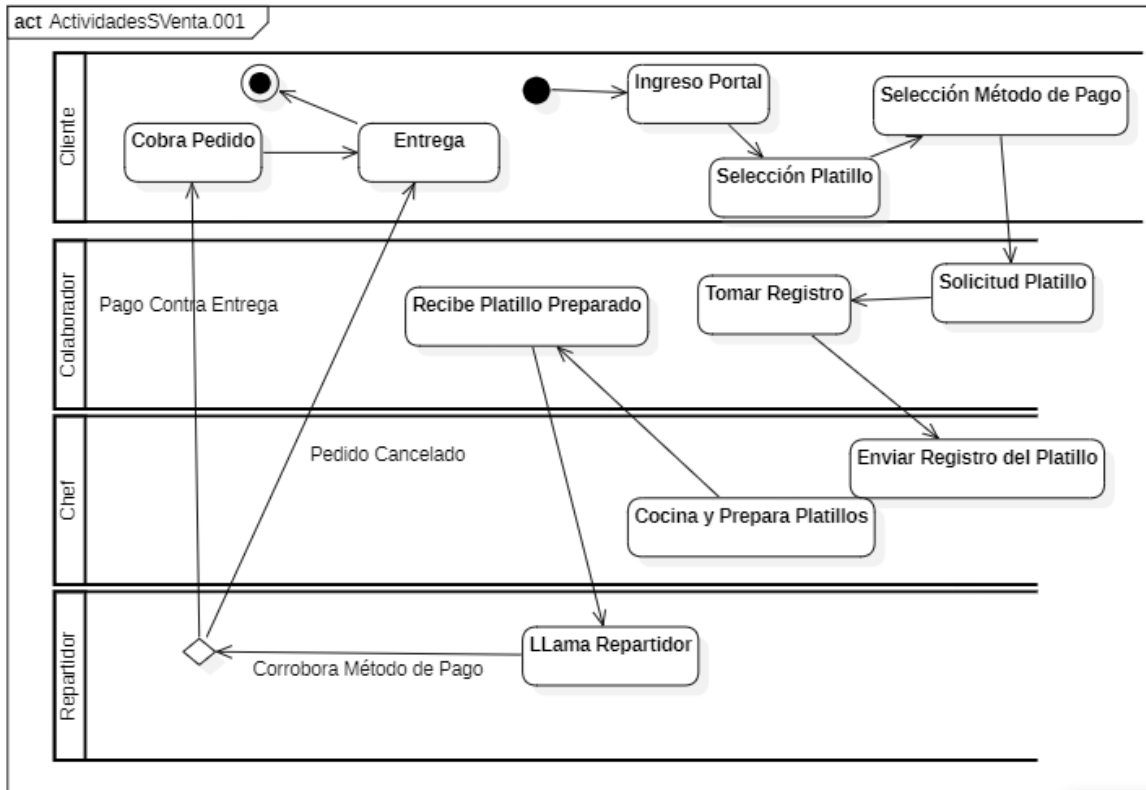 act ActividadesSVenta.001
Cliente
Ingreso Portal
Selección Método de Pago
Cobra Pedido
Entrega
Selección Platillo
Colaborador
Pago Contra Entrega
Recibe Platillo Preparado
Tomar Registro
Solicitud Platillo
Chef
Pedido Cancelado
Enviar Registro del Platillo
Cocina y Prepara Platillos
Repartidor
Corrobora Método de Pago
LLama Repartidor